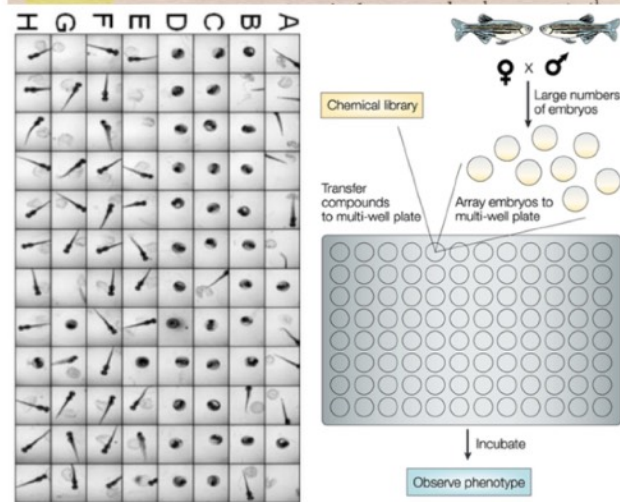 H G F E D C B A
♀ x ♂
Large numbers
of embryos
Chemical library
Transfer
compounds
to multi-well plate
Array embryos to
multi-well plate
Incubate
Observe phenotype